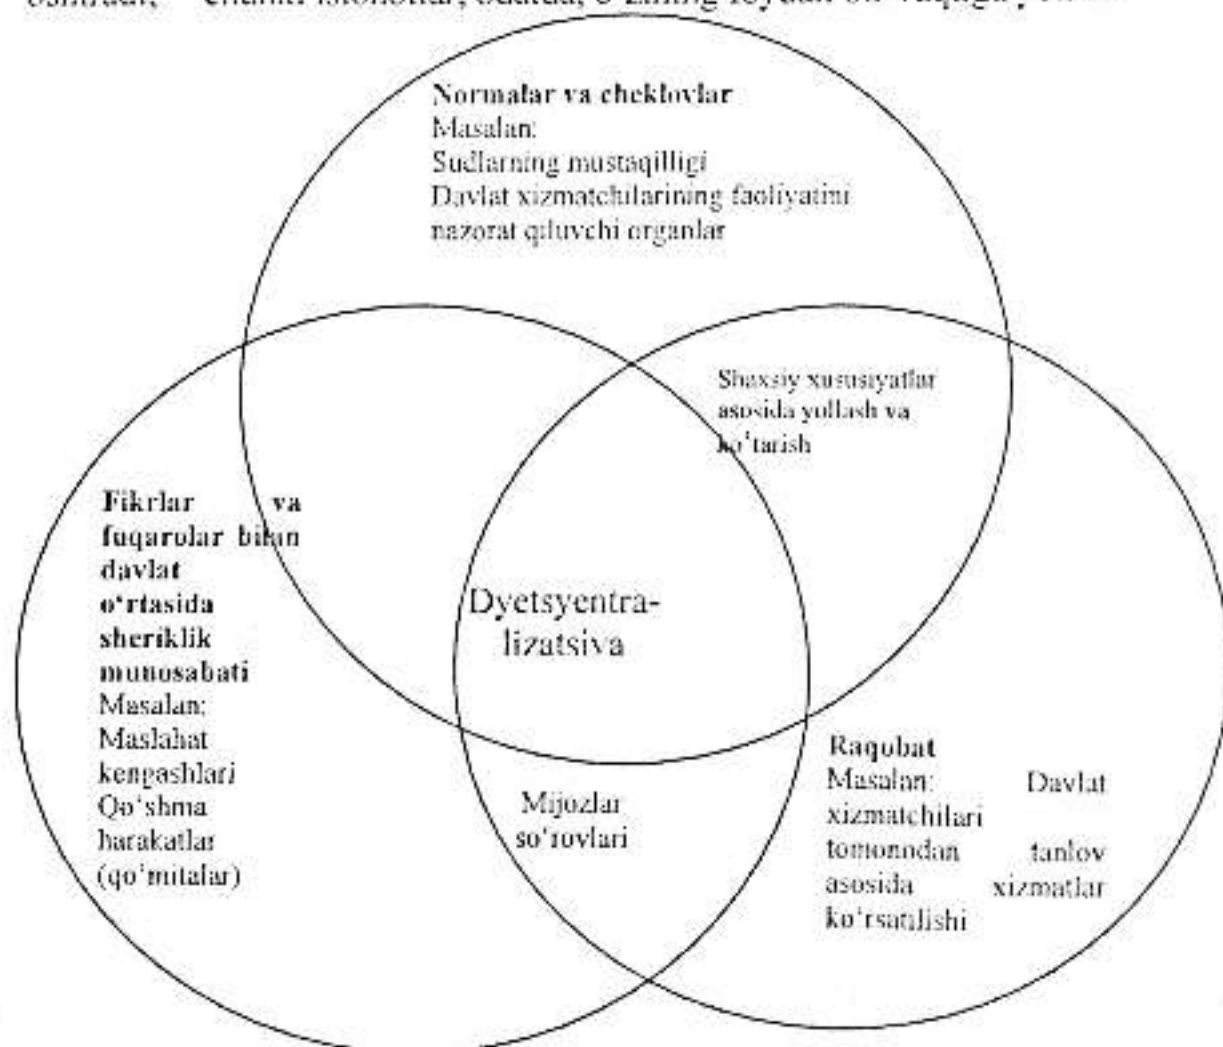 Normalar va cheklovlar
Masalan:
Sudlarning mustaqilligi
Davlat xizmatchilarining faoliyatini
nazorat qiluvchi organlar
Shaxsiy xususiyatlar
asosida yollash va
ko‘tarish
Fikrlar va
fuqarolar bilan
davlat
o‘rtasida
sheriklik
munosabati
Masalan:
Maslahat
kengashlari
Qo‘shma
harakatlar
(qo‘mitalar)
Dyetsyentra-
lizatsiya
Mijozlar
so‘rovlari
Raqobat
Masalan: Davlat
xizmatchilari
tomonodan tanlov
asosida xizmatlar
ko‘rsatilishi